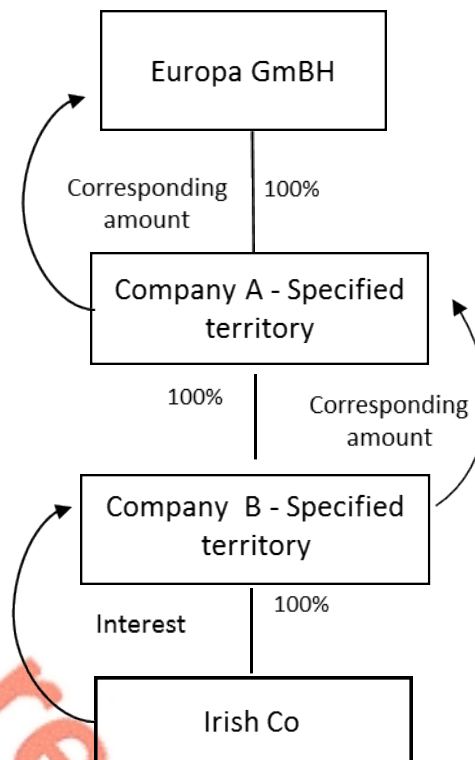 Europa GmBH
Corresponding
amount
100%
Company A - Specified
territory
100%
Corresponding
amount
Company B - Specified
territory
100%
Interest
Irish Co